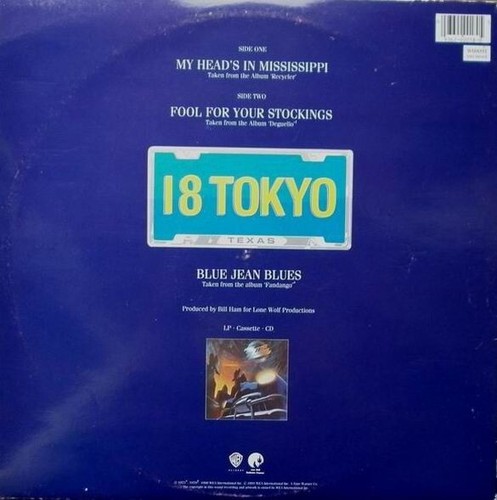 SIDE ONE
MY HEAD'S IN MISSISSIPPI
Taken from the Album 'Recycler'
SIDE TWO
FOOL FOR YOUR STOCKINGS
Taken from the Album 'Deguello'
18 TOKYO
TEXAS
BLUE JEAN BLUES
Taken from the album 'Fandango'
Produced by Bill Ham for Lone Wolf Productions
LP · Cassette · CD